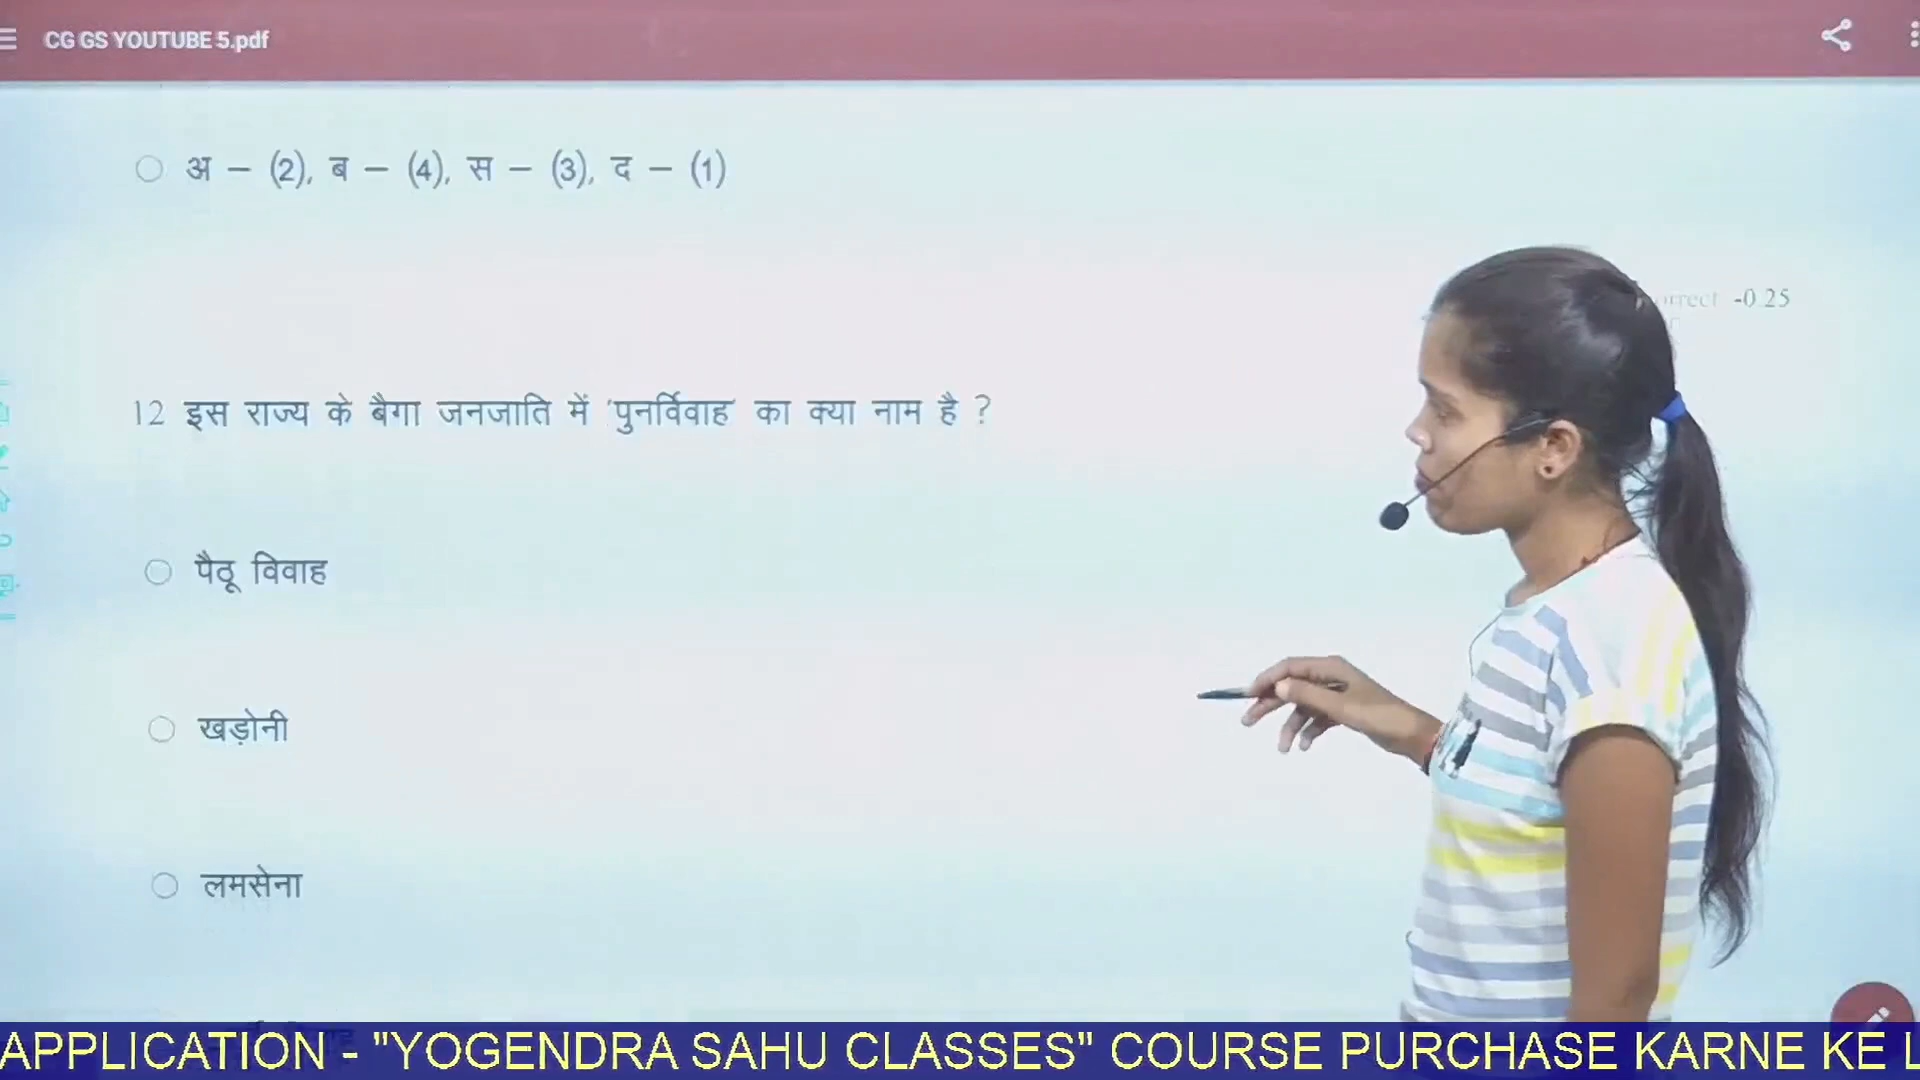 CG GS YOUTUBE 5.pdf
अ – (2), ब – (4), स – (3), द – (1)
-0.25
12 इस राज्य के बैगा जनजाति में 'पुनर्विवाह' का क्या नाम है ?
पैठू विवाह
खड़ोनी
लमसेना
APPLICATION - "YOGENDRA SAHU CLASSES" COURSE PURCHASE KARNE KE L